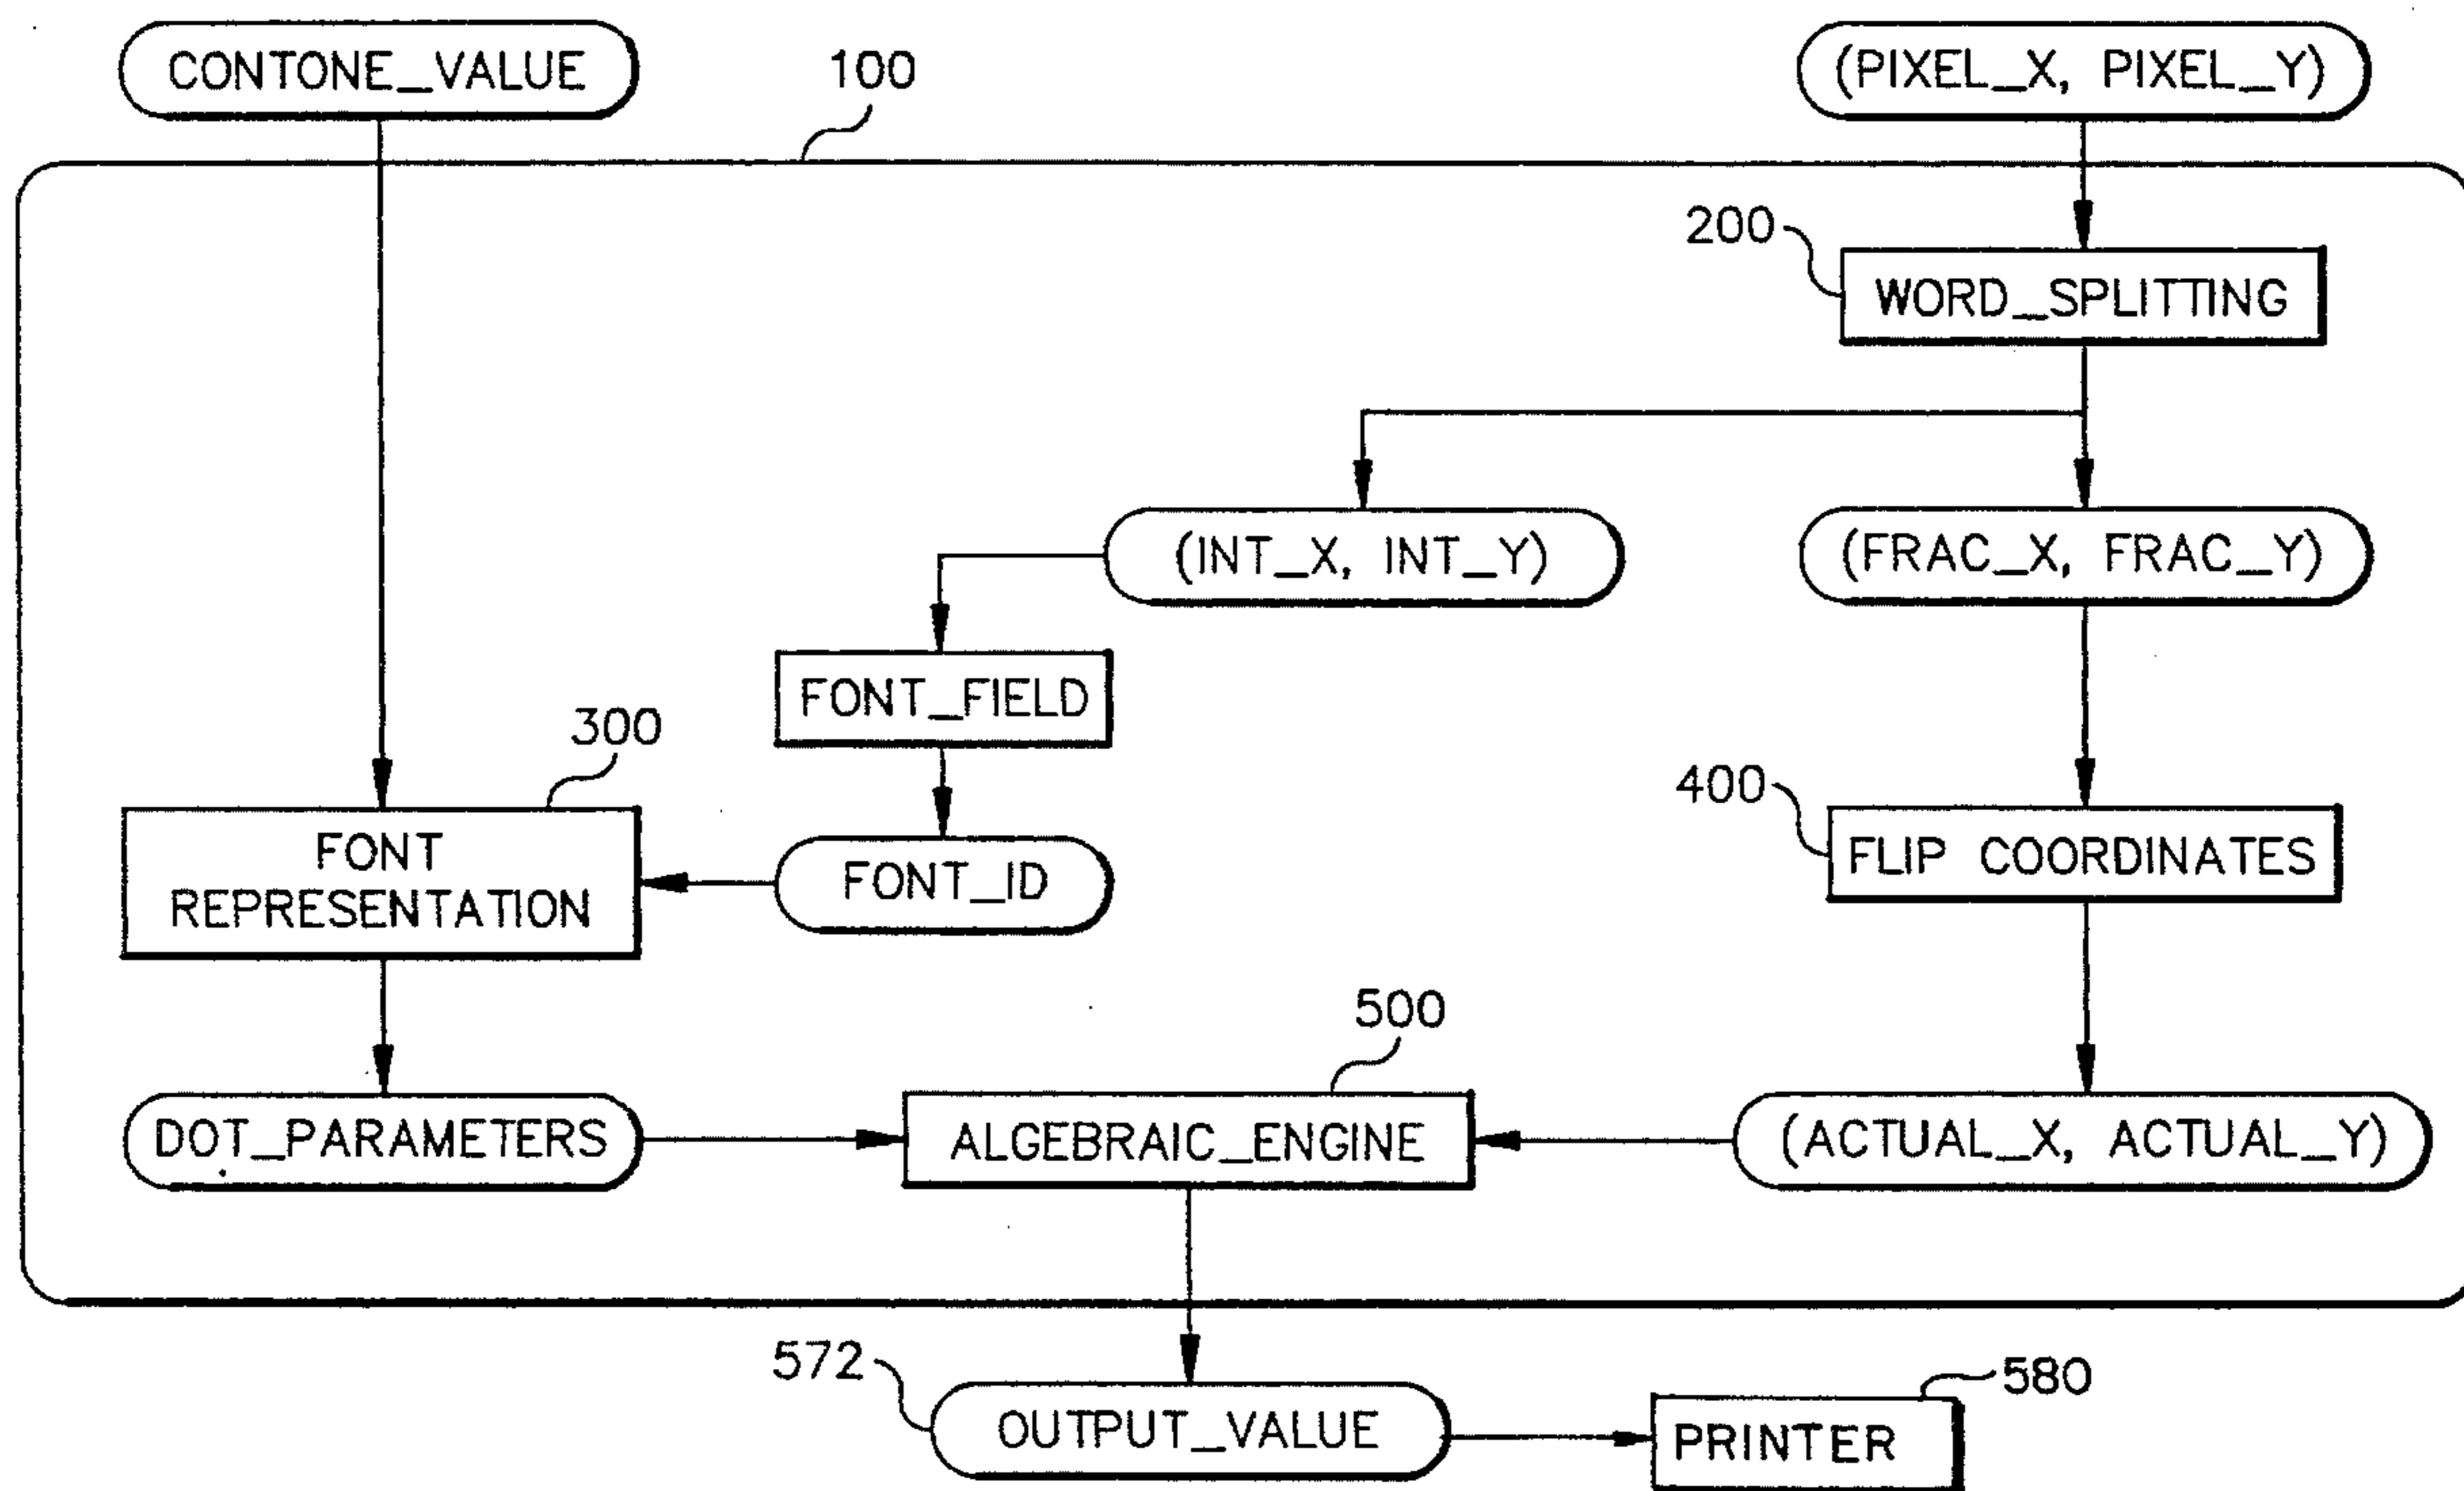 CONTONE_VALUE
100
(PIXEL_X, PIXEL_Y)
200
WORD_SPLITTING
(INT_X, INT_Y)
(FRAC_X, FRAC_Y)
FONT_FIELD
300
400
FONT
REPRESENTATION
FONT_ID
FLIP COORDINATES
500
DOT_PARAMETERS
ALGEBRAIC_ENGINE
(ACTUAL_X, ACTUAL_Y)
572
OUTPUT_VALUE
580
PRINTER